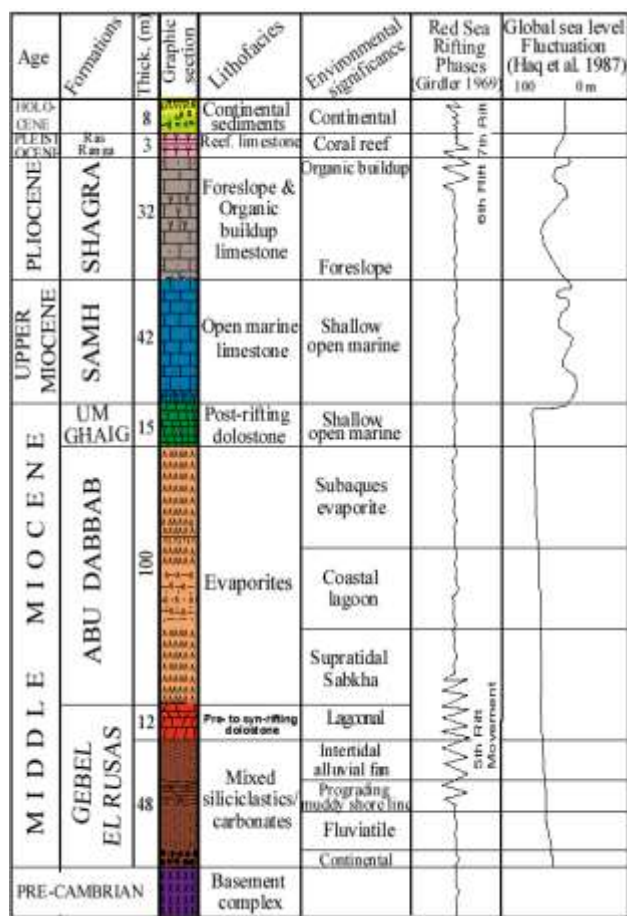 Age
Formations
Thick. (m)
Graphic
section
Lithofacies
Environmental
significance
Red Sea
Rifting
Phases
(Girdler 1969)
Global sea level
Fluctuation
(Haq et al. 1987)
100 0 m
HOLO-
CENE
8
Continental
sediments
Continental
PLEIST
OCENE
Ras
Ranga
3
Reef. limestone
Coral reef
6th Rift 7th Rift
PLIOCENE
SHAGRA
32
Foreslope &
Organic
buildup
limestone
Organic buildup
Foreslope
UPPER
MIOCENE
SAMH
42
Open marine
limestone
Shallow
open marine
MIDDLE MIOCENE
UM
GHAIG
15
Post-rifting
dolostone
Shallow
open marine
ABU DABBAB
100
Evaporites
Subaques
evaporite
Coastal
lagoon
Supratidal
Sabkha
5th Rift
Movement
GEBEL
EL RUSAS
12
Pre- to syn-rifting
dolostone
Lagoonal
48
Mixed
siliciclastics/
carbonates
Intertidal
alluvial fan
Prograding
muddy shore line
Fluviatile
Continental
PRE-CAMBRIAN
Basement
complex